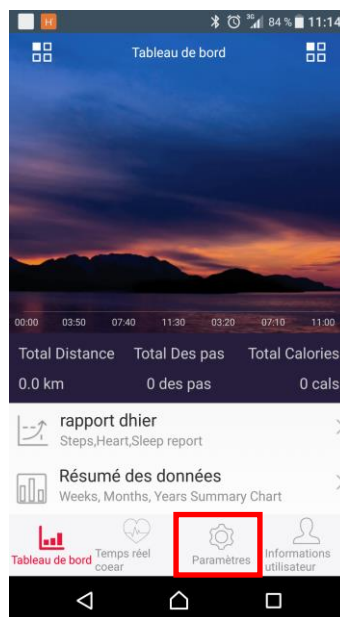 H 3G 84 % 11:14
Tableau de bord
00:00 03:50 07:40 11:30 03:20 07:10 11:00
Total Distance Total Des pas Total Calories
0.0 km 0 des pas 0 cals
rapport dhier
Steps,Heart,Sleep report
Résumé des données
Weeks, Months, Years Summary Chart
Tableau de bord
Temps réel
coear
Paramètres
Informations
utilisateur